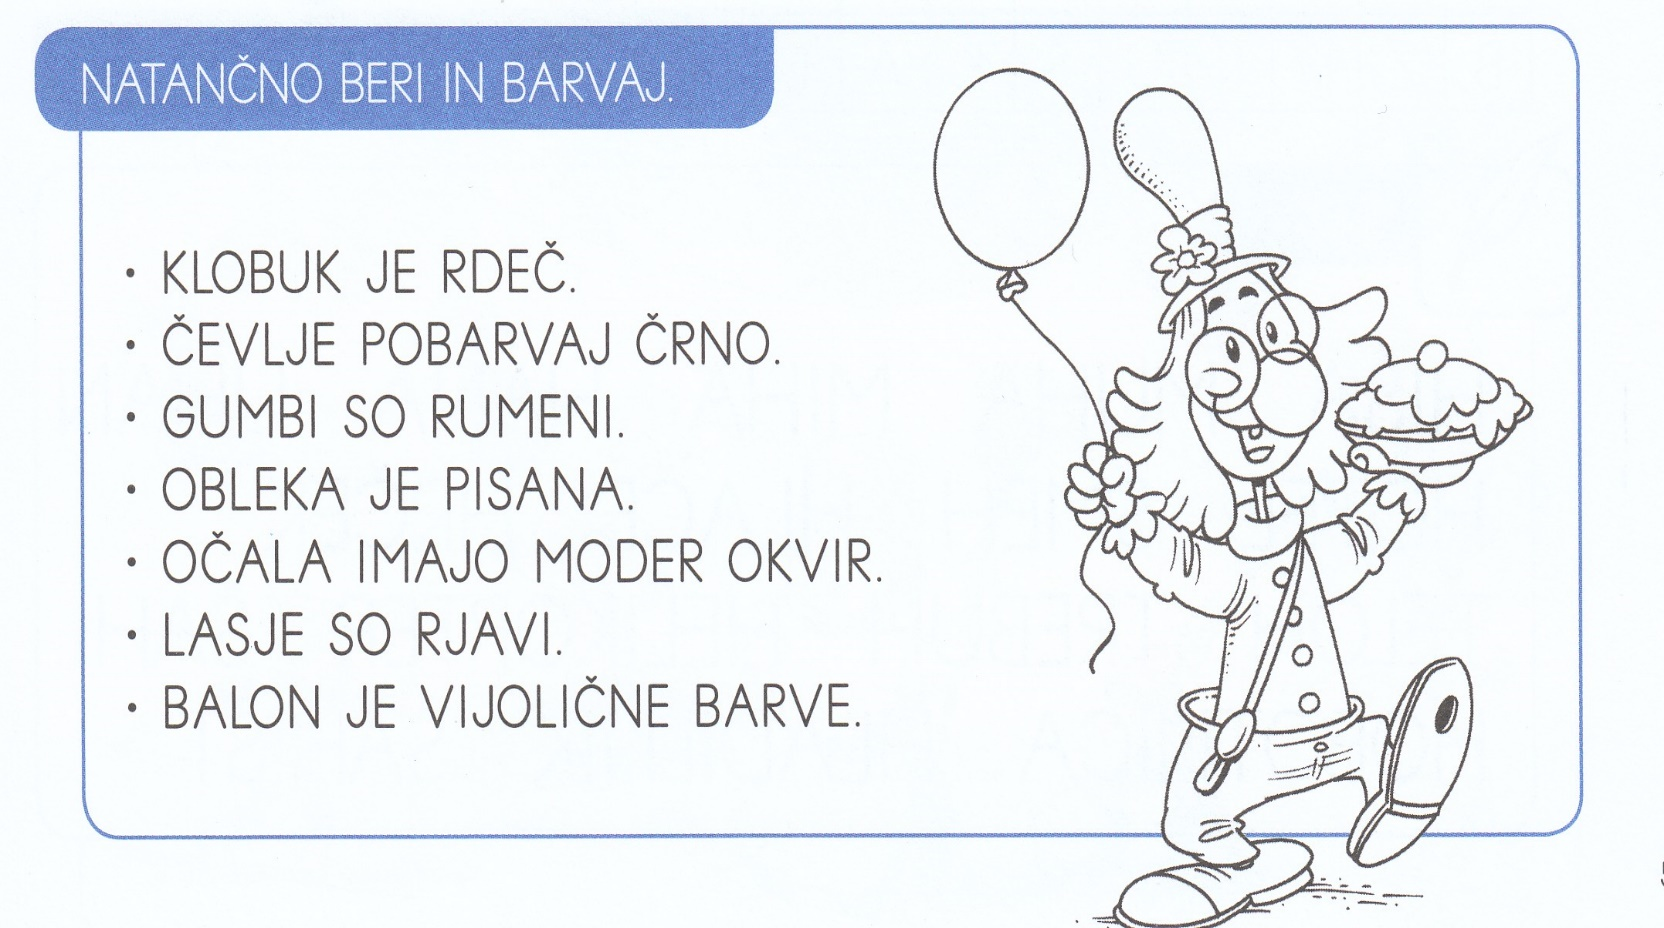 NATANČNO BERI IN BARVAJ.
• KLOBUK JE RDEČ.
• ČEVLJE POBARVAJ ČRNO.
• GUMBI SO RUMENI.
• OBLEKA JE PISANA.
• OČALA IMAJO MODER OKVIR.
• LASJE SO RJAVI.
• BALON JE VIJOLIČNE BARVE.